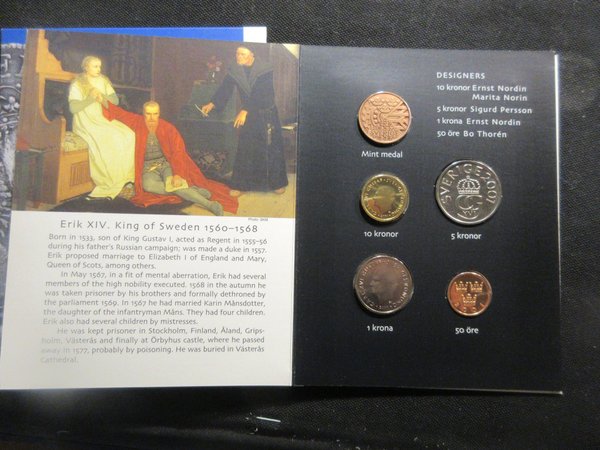 Photo: SKM
Erik XIV. King of Sweden 1560–1568
Born in 1533, son of King Gustav I, acted as Regent in 1555-56
during his father's Russian campaign; was made a duke in 1557.
Erik proposed marriage to Elizabeth I of England and Mary,
Queen of Scots, among others.
In May 1567, in a fit of mental aberration, Erik had several
members of the high nobility executed. 1568 in the autumn he
was taken prisoner by his brothers and formally dethroned by
the parliament 1569. In 1567 he had married Karin Månsdotter,
the daughter of the infantryman Måns. They had four children.
Erik also had several children by mistresses.
He was kept prisoner in Stockholm, Finland, Åland, Grips-
holm, Västerås and finally at Örbyhus castle, where he passed
away in 1577, probably by poisoning. He was buried in Västerås
Cathedral.
DESIGNERS
10 kronor Ernst Nordin
Marita Norin
5 kronor Sigurd Persson
1 krona Ernst Nordin
50 öre Bo Thorén
Mint medal
SVERIGE 2007
10 kronor
5 kronor
1 krona
50 öre